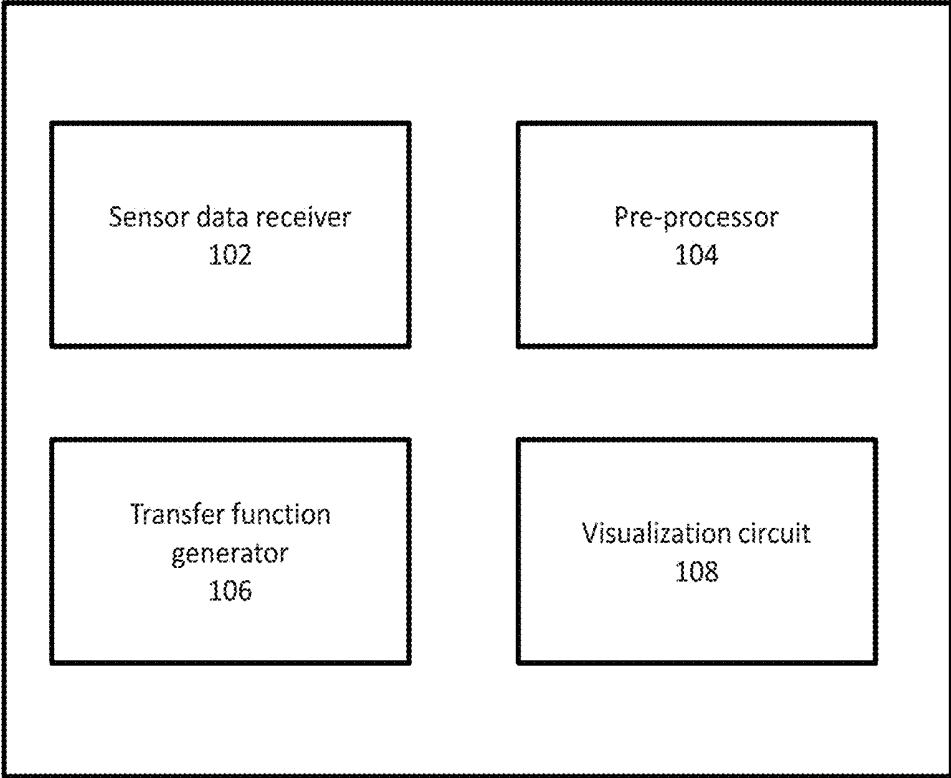 Sensor data receiver
102
Pre-processor
104
Transfer function
generator
106
Visualization circuit
108